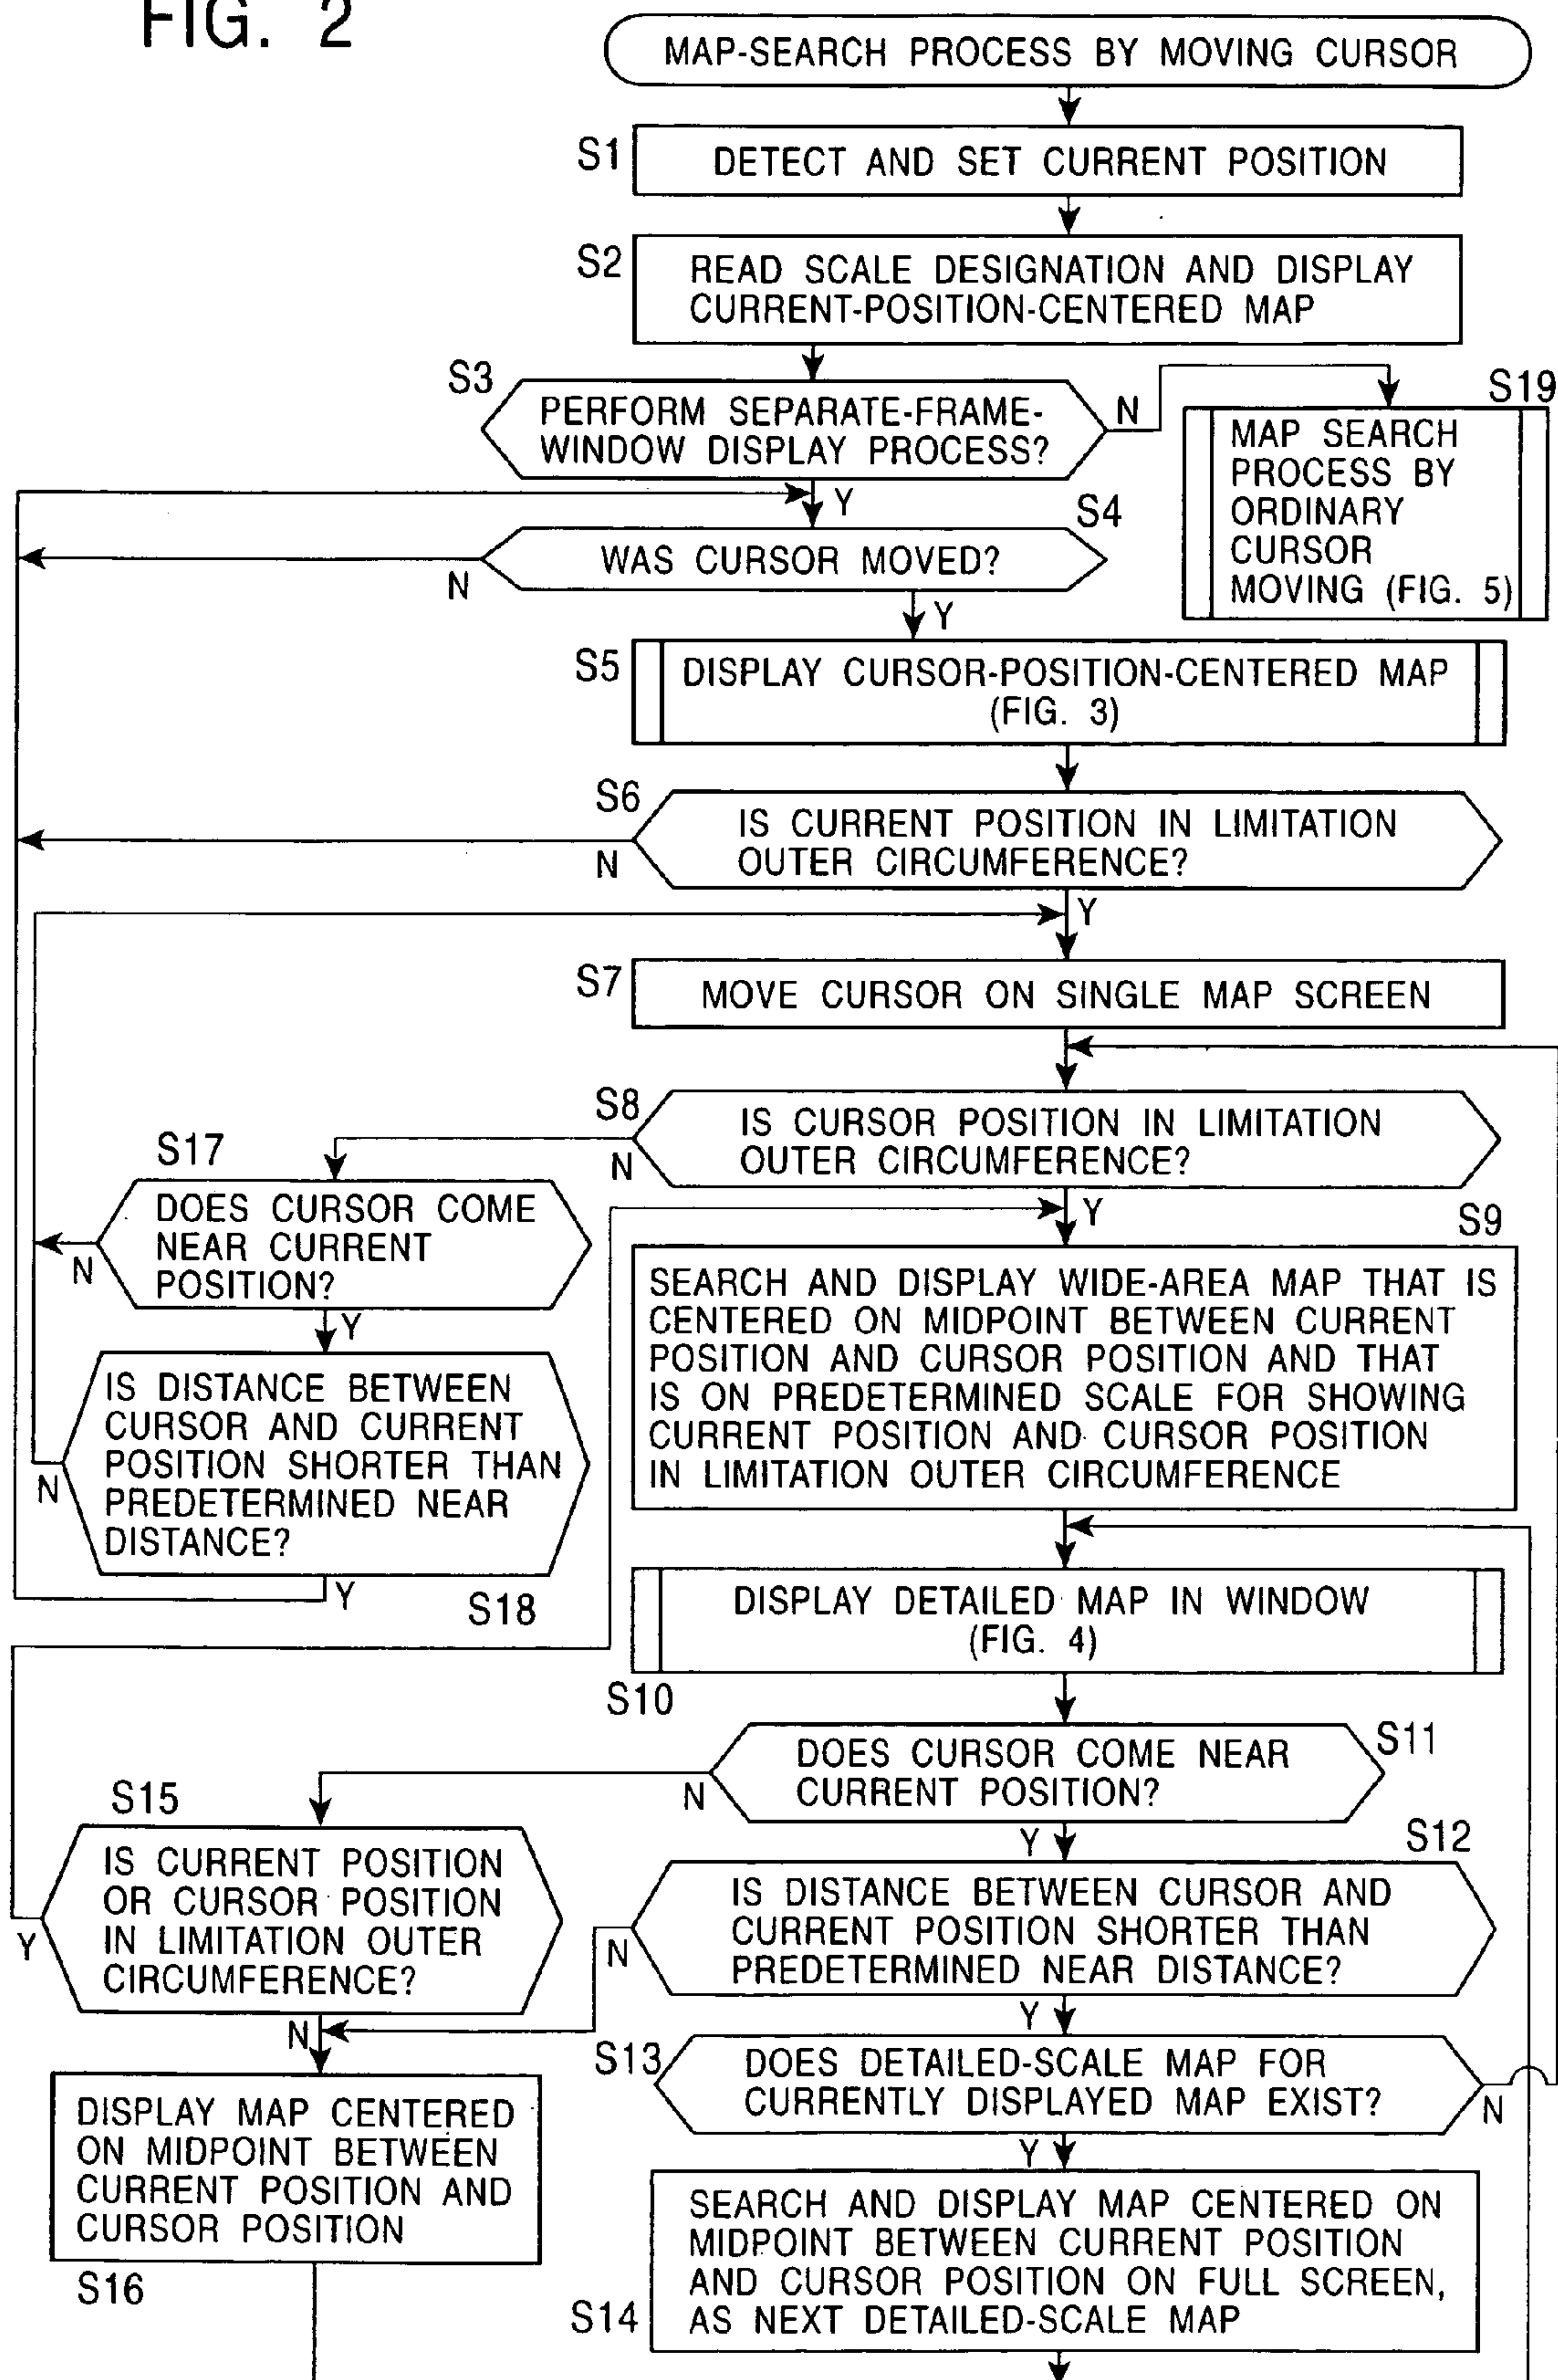 FIG. 2
MAP-SEARCH PROCESS BY MOVING CURSOR
S1
DETECT AND SET CURRENT POSITION
S2
READ SCALE DESIGNATION AND DISPLAY
CURRENT-POSITION-CENTERED MAP
S3
PERFORM SEPARATE-FRAME-
WINDOW DISPLAY PROCESS?
N
S19
MAP SEARCH
PROCESS BY
ORDINARY
CURSOR
MOVING (FIG. 5)
Y
S4
WAS CURSOR MOVED?
N
Y
S5
DISPLAY CURSOR-POSITION-CENTERED MAP
(FIG. 3)
S6
IS CURRENT POSITION IN LIMITATION
OUTER CIRCUMFERENCE?
N
Y
S7
MOVE CURSOR ON SINGLE MAP SCREEN
S8
IS CURSOR POSITION IN LIMITATION
OUTER CIRCUMFERENCE?
N
Y
S17
DOES CURSOR COME
NEAR CURRENT
POSITION?
N
Y
IS DISTANCE BETWEEN
CURSOR AND CURRENT
POSITION SHORTER THAN
PREDETERMINED NEAR
DISTANCE?
N
Y
S18
S9
SEARCH AND DISPLAY WIDE-AREA MAP THAT IS
CENTERED ON MIDPOINT BETWEEN CURRENT
POSITION AND CURSOR POSITION AND THAT
IS ON PREDETERMINED SCALE FOR SHOWING
CURRENT POSITION AND CURSOR POSITION
IN LIMITATION OUTER CIRCUMFERENCE
DISPLAY DETAILED MAP IN WINDOW
(FIG. 4)
S10
S11
DOES CURSOR COME NEAR
CURRENT POSITION?
N
Y
S15
IS CURRENT POSITION
OR CURSOR POSITION
IN LIMITATION OUTER
CIRCUMFERENCE?
Y
N
S12
IS DISTANCE BETWEEN CURSOR AND
CURRENT POSITION SHORTER THAN
PREDETERMINED NEAR DISTANCE?
N
Y
S13
DOES DETAILED-SCALE MAP FOR
CURRENTLY DISPLAYED MAP EXIST?
N
Y
DISPLAY MAP CENTERED
ON MIDPOINT BETWEEN
CURRENT POSITION AND
CURSOR POSITION
S16
SEARCH AND DISPLAY MAP CENTERED ON
MIDPOINT BETWEEN CURRENT POSITION
AND CURSOR POSITION ON FULL SCREEN,
AS NEXT DETAILED-SCALE MAP
S14